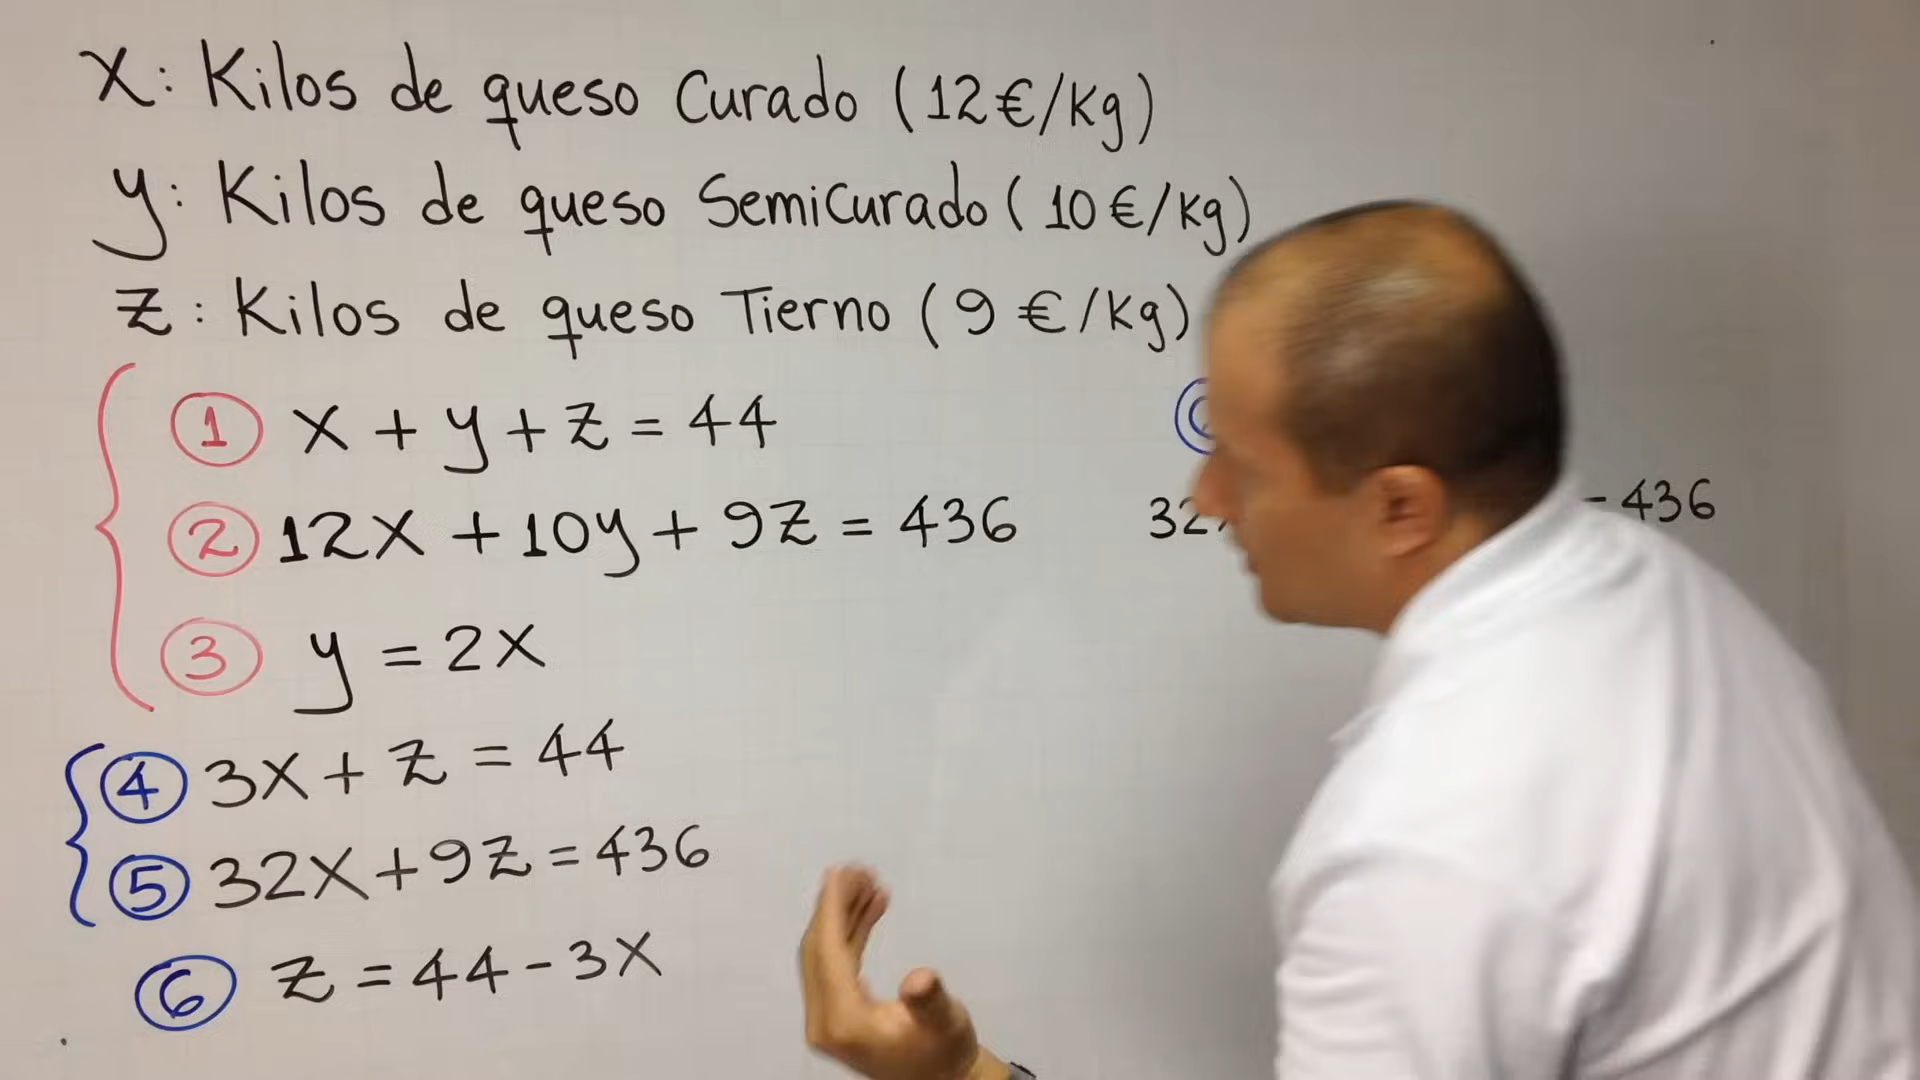 x: Kilos de queso Curado (12€/Kg)
y: Kilos de queso Semicurado (10€/kg)
z: Kilos de queso Tierno (9 €/Kg)
1 x + y + z = 44
2 12x + 10y + 9z = 436
3 y = 2x
4 3x + z = 44
5 32x + 9z = 436
6 z = 44 - 3x
32
436